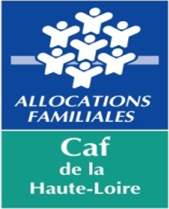 ALLOCATIONS
FAMILIALES
Caf
de la
Haute-Loire